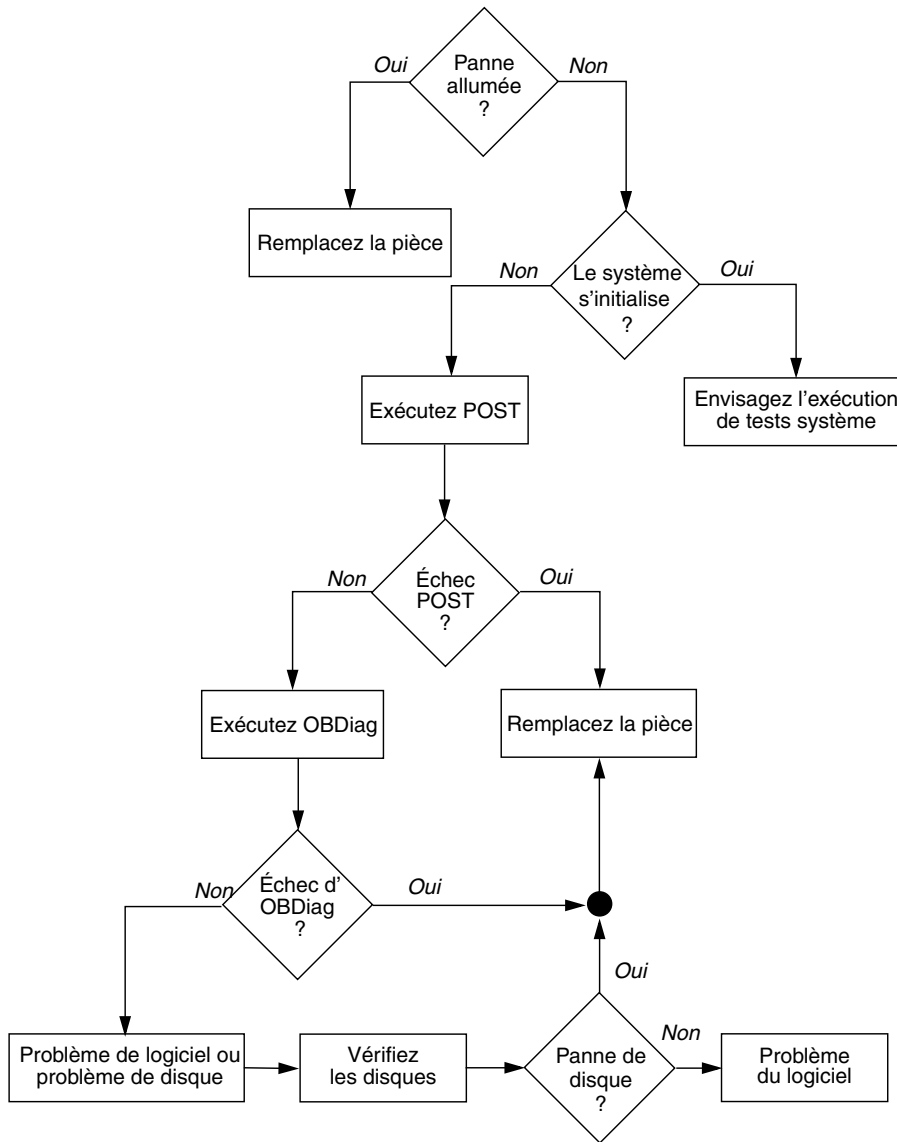 Oui
Panne
allumée
?
Non
Remplacez la pièce
Non
Le système
s'initialise
?
Oui
Exécutez POST
Envisagez l'exécution
de tests système
Non
Échec
POST
?
Oui
Exécutez OBDiag
Remplacez la pièce
Non
Échec d'
OBDiag
?
Oui
Oui
Problème de logiciel ou
problème de disque
Vérifiez
les disques
Panne de
disque
?
Non
Problème
du logiciel